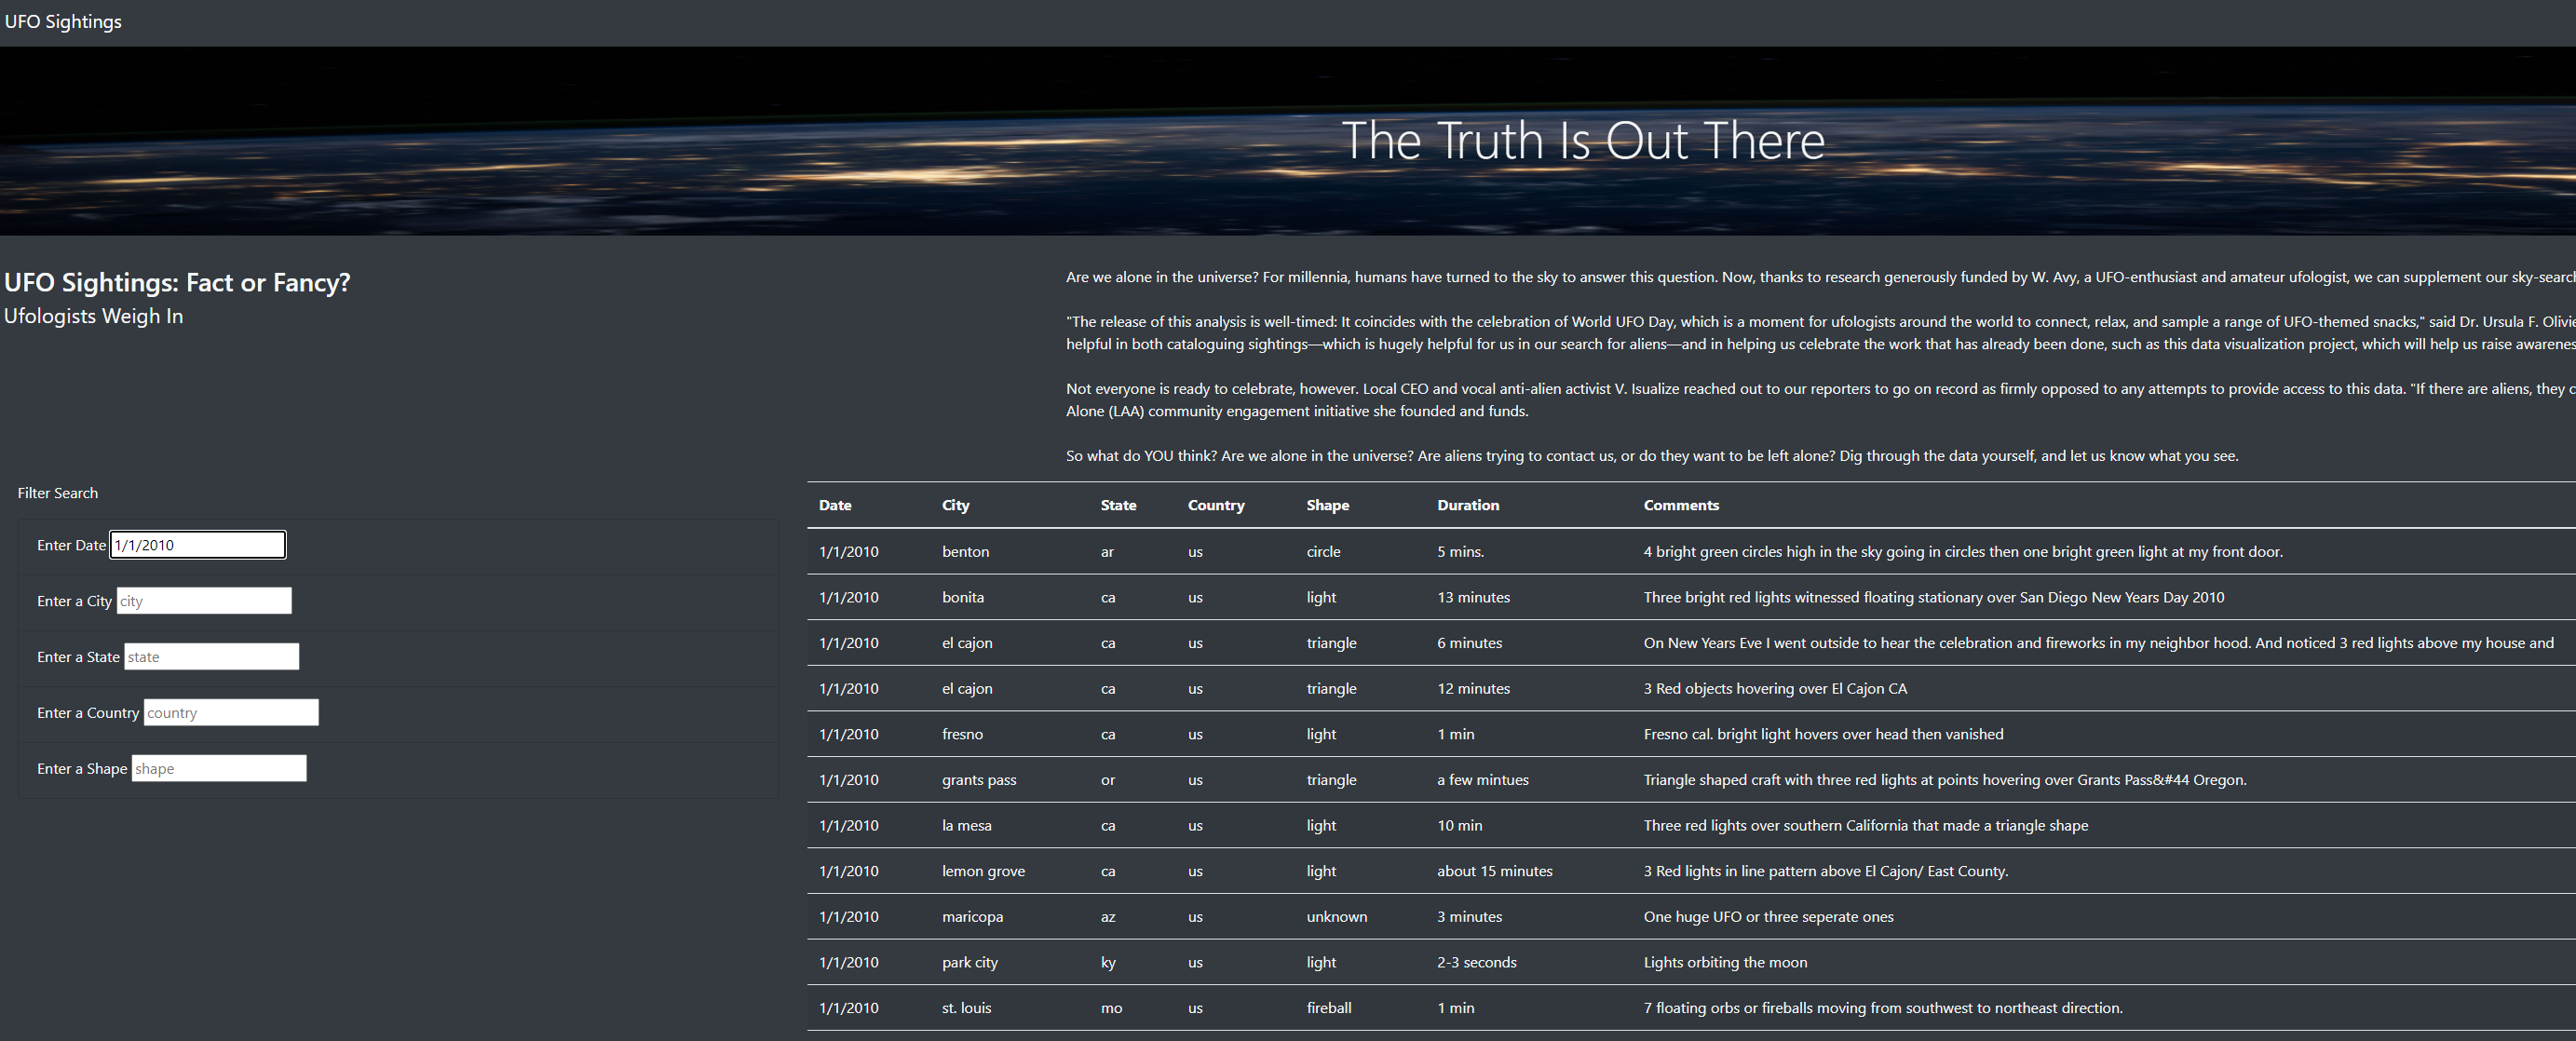 UFO Sightings
The Truth Is Out There
UFO Sightings: Fact or Fancy?
Ufologists Weigh In
Are we alone in the universe? For millennia, humans have turned to the sky to answer this question. Now, thanks to research generously funded by W. Avy, a UFO-enthusiast and amateur ufologist, we can supplement our sky-search
"The release of this analysis is well-timed: It coincides with the celebration of World UFO Day, which is a moment for ufologists around the world to connect, relax, and sample a range of UFO-themed snacks," said Dr. Ursula F. Olivie
helpful in both cataloguing sightings—which is hugely helpful for us in our search for aliens—and in helping us celebrate the work that has already been done, such as this data visualization project, which will help us raise awarenes
Not everyone is ready to celebrate, however. Local CEO and vocal anti-alien activist V. Isualize reached out to our reporters to go on record as firmly opposed to any attempts to provide access to this data. "If there are aliens, they c
Alone (LAA) community engagement initiative she founded and funds.
So what do YOU think? Are we alone in the universe? Are aliens trying to contact us, or do they want to be left alone? Dig through the data yourself, and let us know what you see.
Filter Search
Enter Date 1/1/2010
Enter a City city
Enter a State state
Enter a Country country
Enter a Shape shape
Date City State Country Shape Duration Comments
1/1/2010 benton ar us circle 5 mins. 4 bright green circles high in the sky going in circles then one bright green light at my front door.
1/1/2010 bonita ca us light 13 minutes Three bright red lights witnessed floating stationary over San Diego New Years Day 2010
1/1/2010 el cajon ca us triangle 6 minutes On New Years Eve I went outside to hear the celebration and fireworks in my neighbor hood. And noticed 3 red lights above my house and
1/1/2010 el cajon ca us triangle 12 minutes 3 Red objects hovering over El Cajon CA
1/1/2010 fresno ca us light 1 min Fresno cal. bright light hovers over head then vanished
1/1/2010 grants pass or us triangle a few mintues Triangle shaped craft with three red lights at points hovering over Grants Pass&#44 Oregon.
1/1/2010 la mesa ca us light 10 min Three red lights over southern California that made a triangle shape
1/1/2010 lemon grove ca us light about 15 minutes 3 Red lights in line pattern above El Cajon/ East County.
1/1/2010 maricopa az us unknown 3 minutes One huge UFO or three seperate ones
1/1/2010 park city ky us light 2-3 seconds Lights orbiting the moon
1/1/2010 st. louis mo us fireball 1 min 7 floating orbs or fireballs moving from southwest to northeast direction.